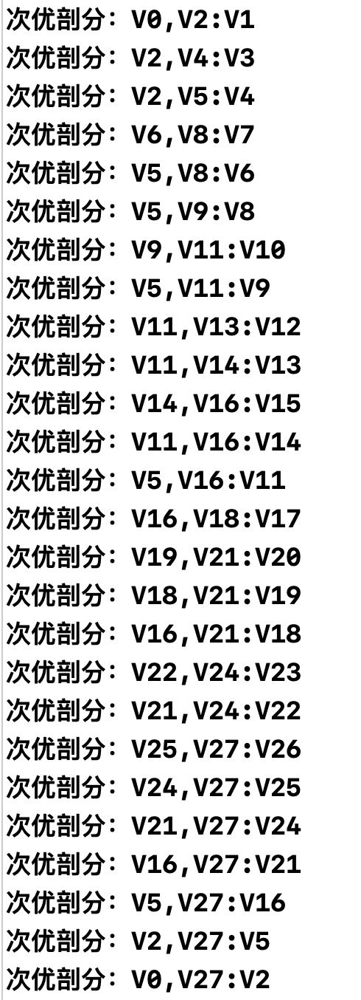 次优剖分: V0,V2:V1
次优剖分: V2,V4:V3
次优剖分: V2,V5:V4
次优剖分: V6,V8:V7
次优剖分: V5,V8:V6
次优剖分: V5,V9:V8
次优剖分: V9,V11:V10
次优剖分: V5,V11:V9
次优剖分: V11,V13:V12
次优剖分: V11,V14:V13
次优剖分: V14,V16:V15
次优剖分: V11,V16:V14
次优剖分: V5,V16:V11
次优剖分: V16,V18:V17
次优剖分: V19,V21:V20
次优剖分: V18,V21:V19
次优剖分: V16,V21:V18
次优剖分: V22,V24:V23
次优剖分: V21,V24:V22
次优剖分: V25,V27:V26
次优剖分: V24,V27:V25
次优剖分: V21,V27:V24
次优剖分: V16,V27:V21
次优剖分: V5,V27:V16
次优剖分: V2,V27:V5
次优剖分: V0,V27:V2